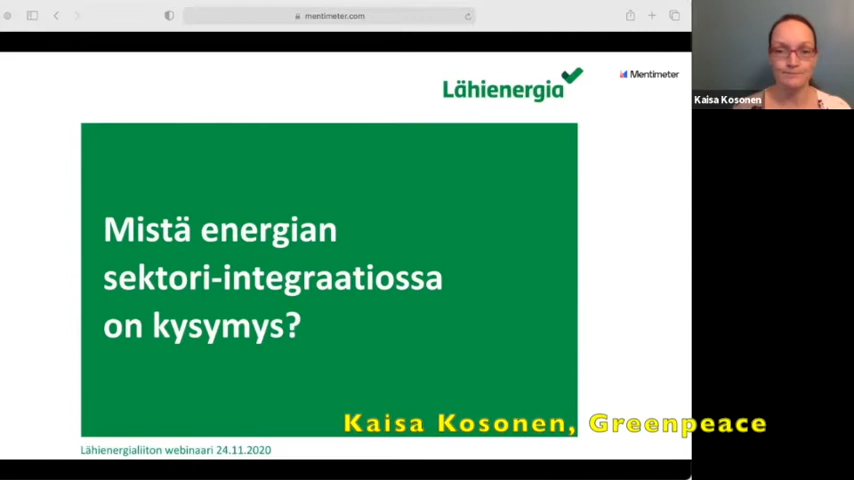 mentimeter.com
Lähienergia
Mentimeter
Kaisa Kosonen
Mistä energian
sektori-integraatiossa
on kysymys?
Kaisa Kosonen, Greenpeace
Lähienergialiiton webinaari 24.11.2020